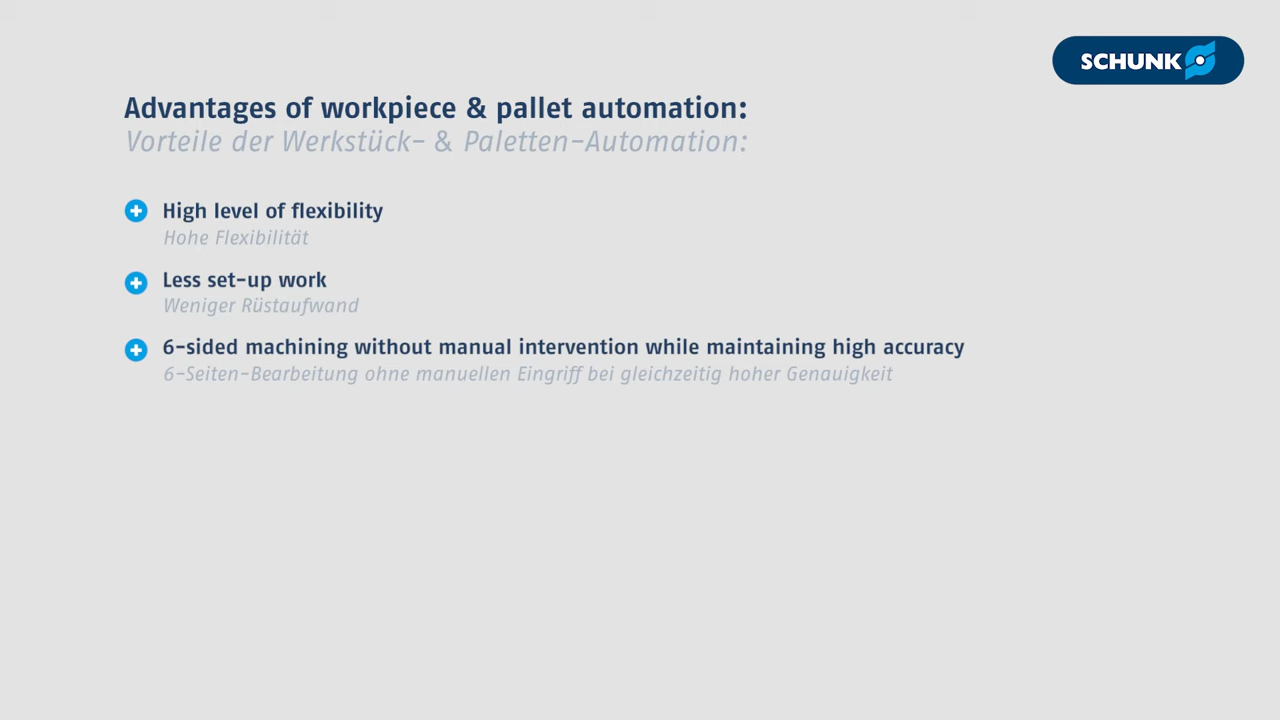 SCHUNK
Advantages of workpiece & pallet automation:
Vorteile der Werkstück- & Paletten-Automation:
High level of flexibility
Hohe Flexibilität
Less set-up work
Weniger Rüstaufwand
6-sided machining without manual intervention while maintaining high accuracy
6-Seiten-Bearbeitung ohne manuellen Eingriff bei gleichzeitig hoher Genauigkeit